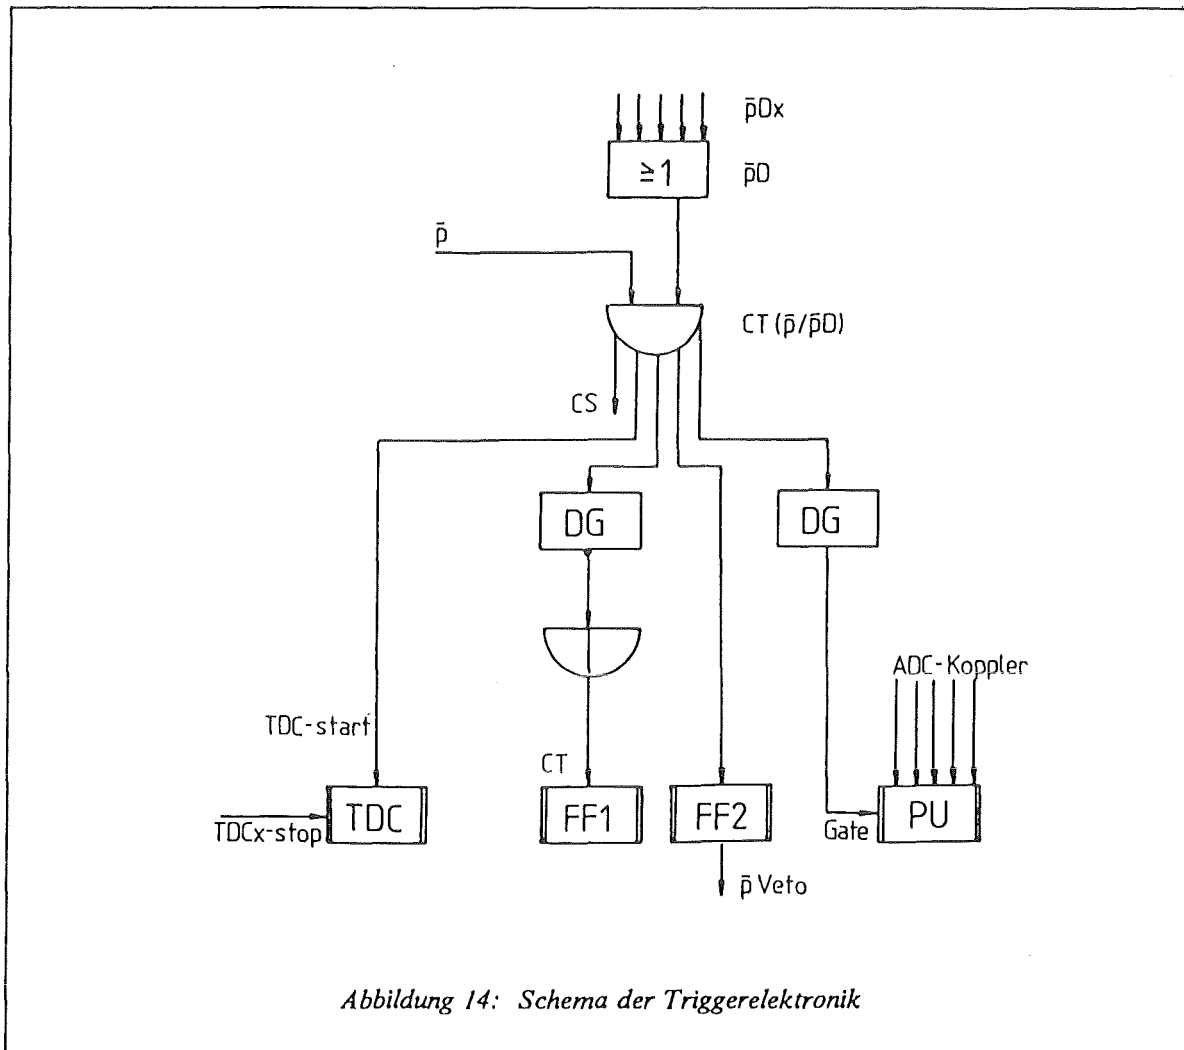 p̄Dx
≥1
p̄D
p̄
CT (p̄/p̄D)
CS
DG
DG
ADC-Koppler
TDC-start
CT
TDC
FF1
FF2
PU
TDCx-stop
Gate
p̄ Veto
Abbildung 14: Schema der Triggerelektronik